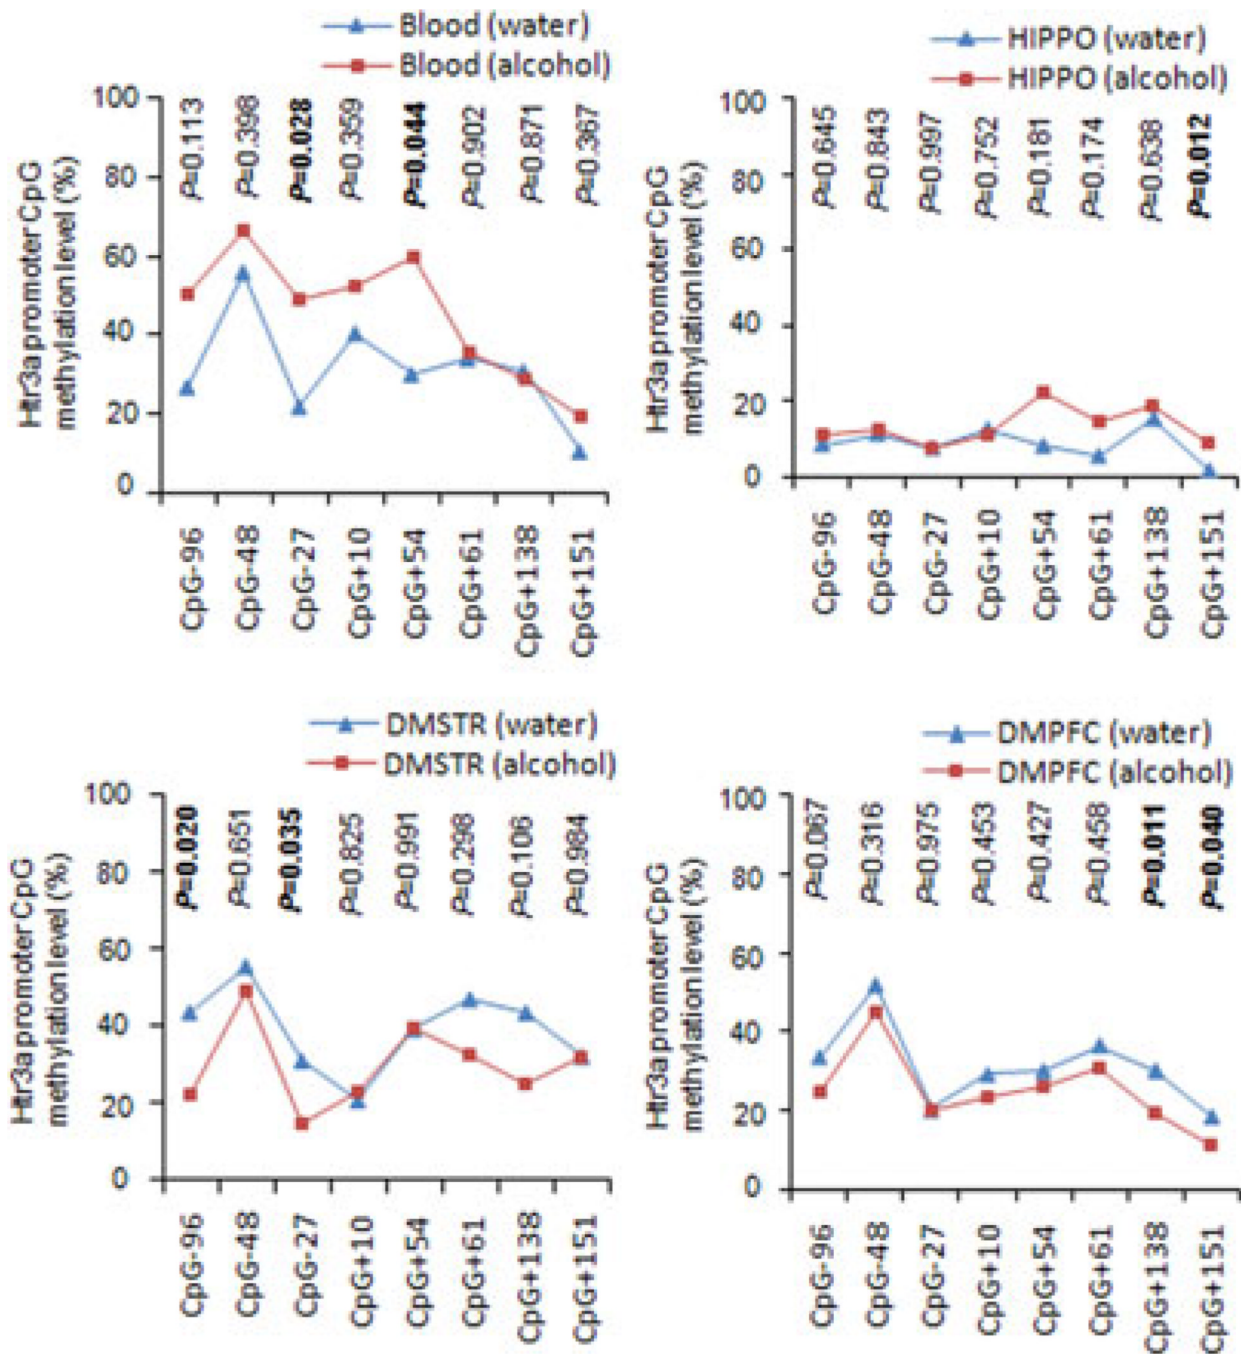 Blood (water)
Blood (alcohol)
Htr3a promoter CpG
methylation level (%)
100
80
60
40
20
0
P=0.113
P=0.398
P=0.028
P=0.359
P=0.044
P=0.902
P=0.871
P=0.367
CpG-96
CpG-48
CpG-27
CpG+10
CpG+54
CpG+61
CpG+138
CpG+151
HIPPO (water)
HIPPO (alcohol)
Htr3a promoter CpG
methylation level (%)
100
80
60
40
20
0
P=0.645
P=0.843
P=0.997
P=0.752
P=0.181
P=0.174
P=0.638
P=0.012
CpG-96
CpG-48
CpG-27
CpG+10
CpG+54
CpG+61
CpG+138
CpG+151
DMSTR (water)
DMSTR (alcohol)
Htr3a promoter CpG
methylation level (%)
100
80
60
40
20
0
P=0.020
P=0.651
P=0.035
P=0.825
P=0.991
P=0.298
P=0.106
P=0.984
CpG-96
CpG-48
CpG-27
CpG+10
CpG+54
CpG+61
CpG+138
CpG+151
DMPFC (water)
DMPFC (alcohol)
Htr3a promoter CpG
methylation level (%)
100
80
60
40
20
0
P=0.067
P=0.316
P=0.975
P=0.453
P=0.427
P=0.458
P=0.011
P=0.040
CpG-96
CpG-48
CpG-27
CpG+10
CpG+54
CpG+61
CpG+138
CpG+151